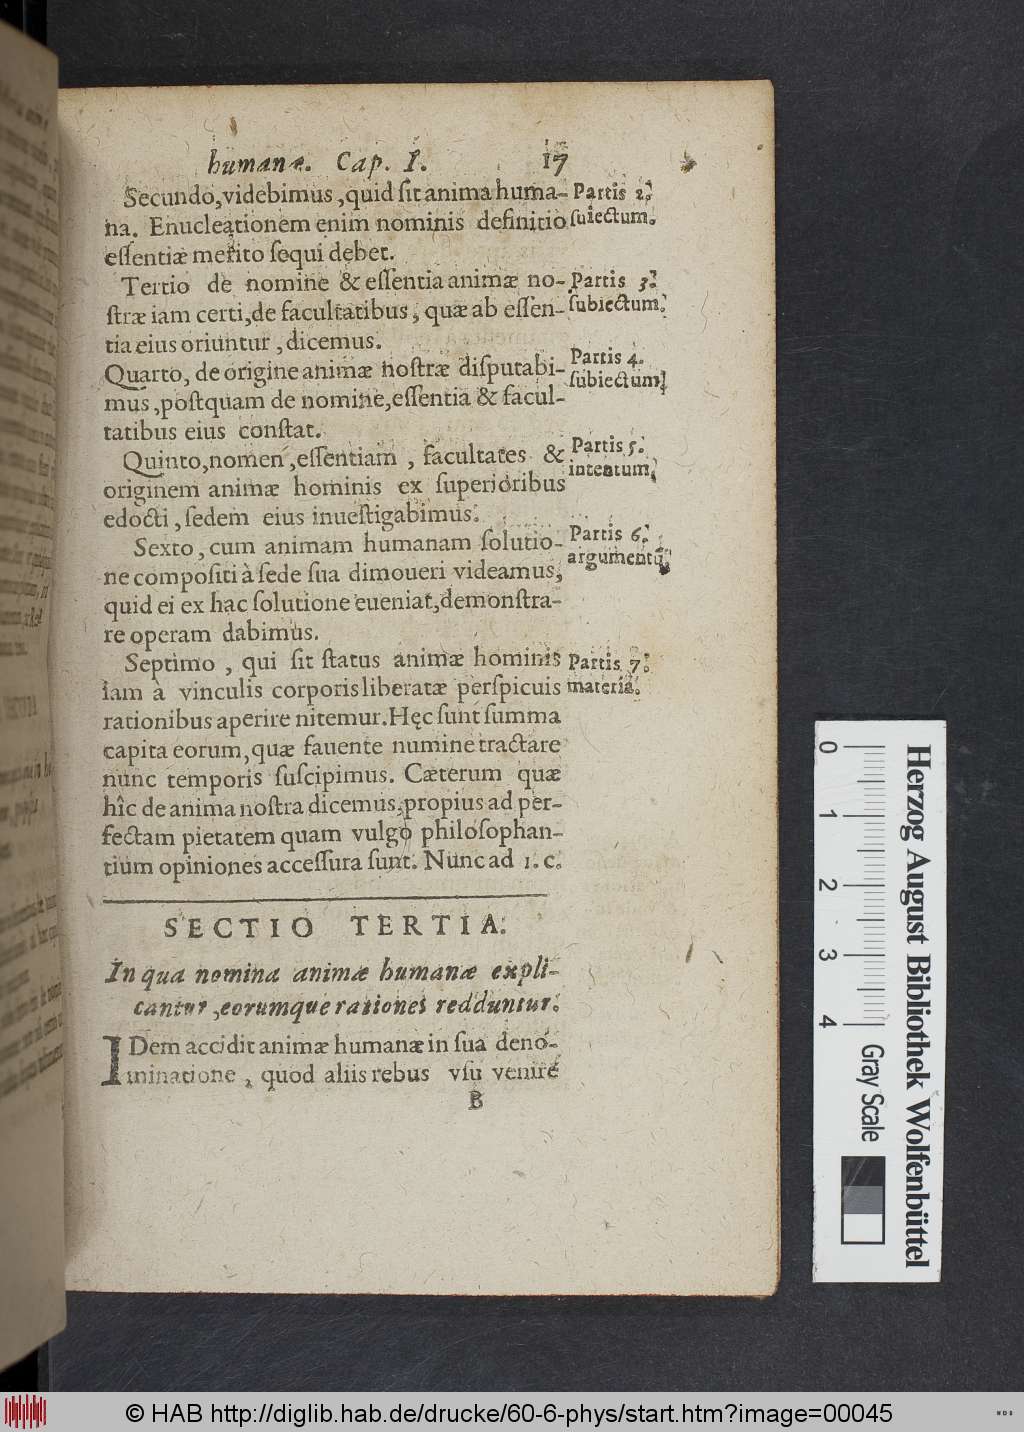 humanæ. Cap. I. 17
Secundo, videbimus, quid ſit anima huma-
na. Enucleationem enim nominis definitio
eſſentiæ merito ſequi debet.
Partis 2.
ſuiectum.
Tertio de nomine & eſſentia animæ no-
ſtræ iam certi, de facultatibus, quæ ab eſſen-
tia eius oriuntur, dicemus.
Partis 3.
ſubiectum.
Quarto, de origine animæ noſtræ diſputabi-
mus, poſtquam de nomine, eſſentia & facul-
tatibus eius conſtat.
Partis 4.
ſubiectum.
Quinto, nomen, eſſentiam, facultates &
originem animæ hominis ex ſuperioribus
edocti, ſedem eius inueſtigabimus.
Partis 5.
intentum.
Sexto, cum animam humanam ſolutio-
ne compoſiti à ſede ſua dimoueri videamus,
quid ei ex hac ſolutione eueniat, demonſtra-
re operam dabimus.
Partis 6.
argumentū.
Septimo, qui ſit ſtatus animæ hominis
iam à vinculis corporis liberatæ perſpicuis
rationibus aperire nitemur. Hęc ſunt ſumma
capita eorum, quæ fauente numine tractare
nunc temporis ſuſcipimus. Cæterum quæ
hîc de anima noſtra dicemus, propius ad per-
fectam pietatem quam vulgo philoſophan-
tium opiniones acceſſura ſunt. Nunc ad 1. c.
Partis 7.
materia.
SECTIO TERTIA.
In qua nomina animæ humanæ expli-
cantur, eorumque rationes redduntur.
IDem accidit animæ humanæ in ſua deno-
minatione, quod aliis rebus vſu venire
B
0 1 2 3 4
Gray Scale
Herzog August Bibliothek Wolfenbüttel
© HAB http://diglib.hab.de/drucke/60-6-phys/start.htm?image=00045